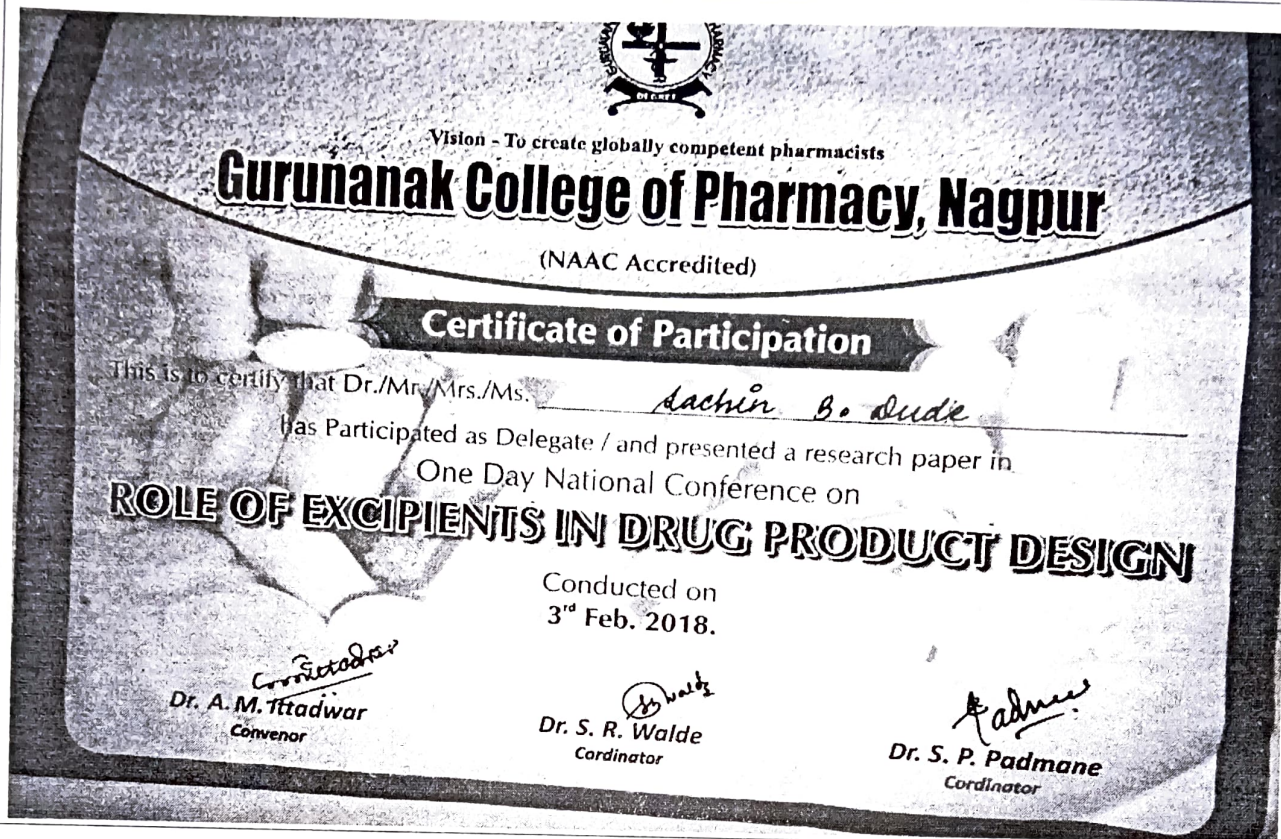 DEGREE
Vision - To create globally competent pharmacists
Gurunanak College of Pharmacy, Nagpur
(NAAC Accredited)
Certificate of Participation
This is to certify that Dr./Mr./Mrs./Ms. Sachin B. Dude
has Participated as Delegate / and presented a research paper in
One Day National Conference on
ROLE OF EXCIPIENTS IN DRUG PRODUCT DESIGN
Conducted on
3rd Feb. 2018.
Dr. A. M. Ittadwar
Convenor
Dr. S. R. Walde
Cordinator
Dr. S. P. Padmane
Cordinator